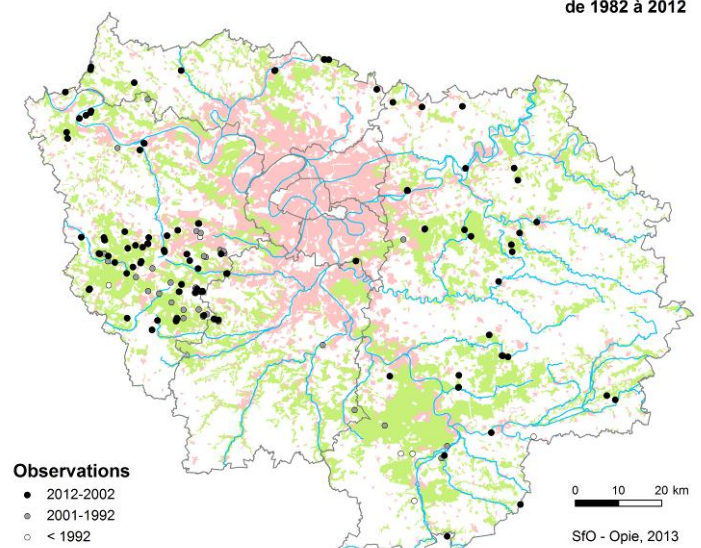 de 1982 à 2012
Observations
2012-2002
2001-1992
< 1992
0 10 20 km
SfO - Opie, 2013